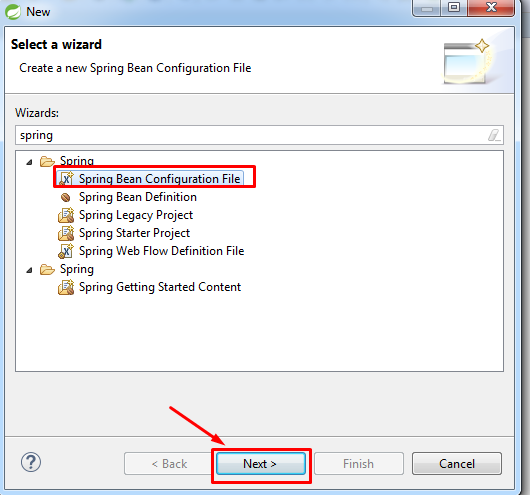 New
Select a wizard
Create a new Spring Bean Configuration File
Wizards:
spring
Spring
Spring Bean Configuration File
Spring Bean Definition
Spring Legacy Project
Spring Starter Project
Spring Web Flow Definition File
Spring
Spring Getting Started Content
? < Back Next > Finish Cancel